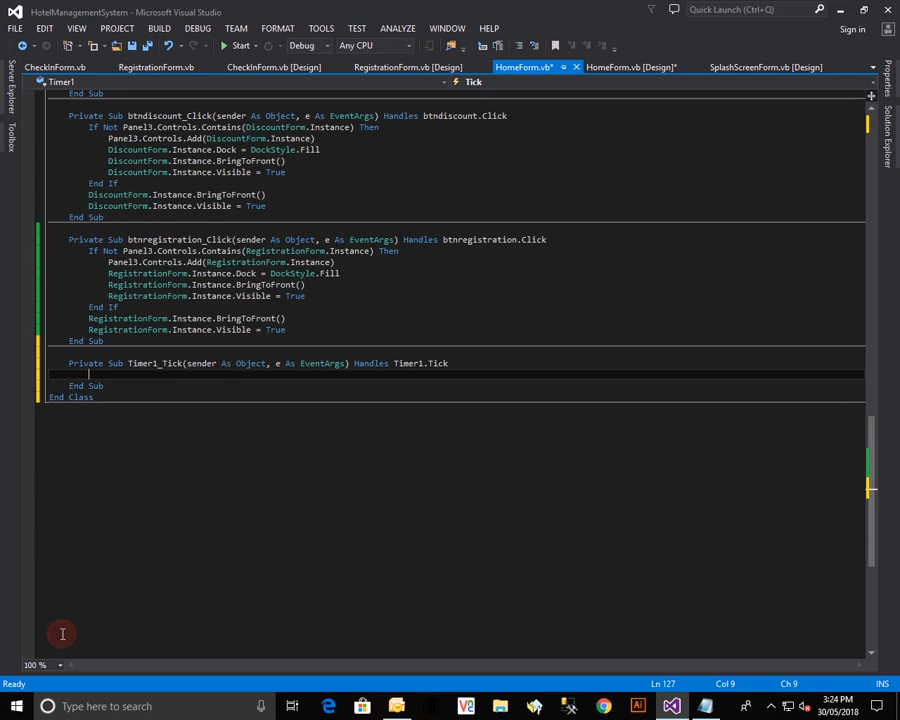 HotelManagementSystem - Microsoft Visual Studio
Quick Launch (Ctrl+Q)
FILE EDIT VIEW PROJECT BUILD DEBUG TEAM FORMAT TOOLS TEST ANALYZE WINDOW HELP
Sign in
Start Debug Any CPU
CheckInForm.vb RegistrationForm.vb CheckInForm.vb [Design] RegistrationForm.vb [Design] HomeForm.vb* HomeForm.vb [Design]* SplashScreenForm.vb [Design]
Server Explorer
Toolbox
Properties
Solution Explorer
Timer1 Tick
End Sub
Private Sub btndiscount_Click(sender As Object, e As EventArgs) Handles btndiscount.Click
If Not Panel3.Controls.Contains(DiscountForm.Instance) Then
Panel3.Controls.Add(DiscountForm.Instance)
DiscountForm.Instance.Dock = DockStyle.Fill
DiscountForm.Instance.BringToFront()
DiscountForm.Instance.Visible = True
End If
DiscountForm.Instance.BringToFront()
DiscountForm.Instance.Visible = True
End Sub
Private Sub btnregistration_Click(sender As Object, e As EventArgs) Handles btnregistration.Click
If Not Panel3.Controls.Contains(RegistrationForm.Instance) Then
Panel3.Controls.Add(RegistrationForm.Instance)
RegistrationForm.Instance.Dock = DockStyle.Fill
RegistrationForm.Instance.BringToFront()
RegistrationForm.Instance.Visible = True
End If
RegistrationForm.Instance.BringToFront()
RegistrationForm.Instance.Visible = True
End Sub
Private Sub Timer1_Tick(sender As Object, e As EventArgs) Handles Timer1.Tick
End Sub
End Class
100 %
Ready Ln 127 Col 9 Ch 9 INS
Type here to search
Ai
3:24 PM
30/05/2018